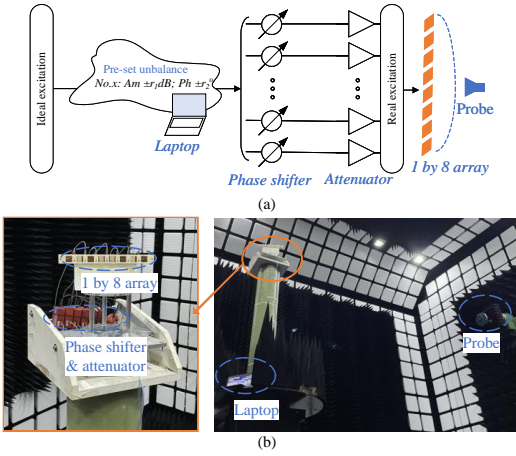 Ideal excitation
Pre-set unbalance
No.x: Am ±r₁dB; Ph ±r₂°
Laptop
Phase shifter
Attenuator
Real excitation
1 by 8 array
Probe
(a)
1 by 8 array
Phase shifter
& attenuator
Laptop
Probe
(b)